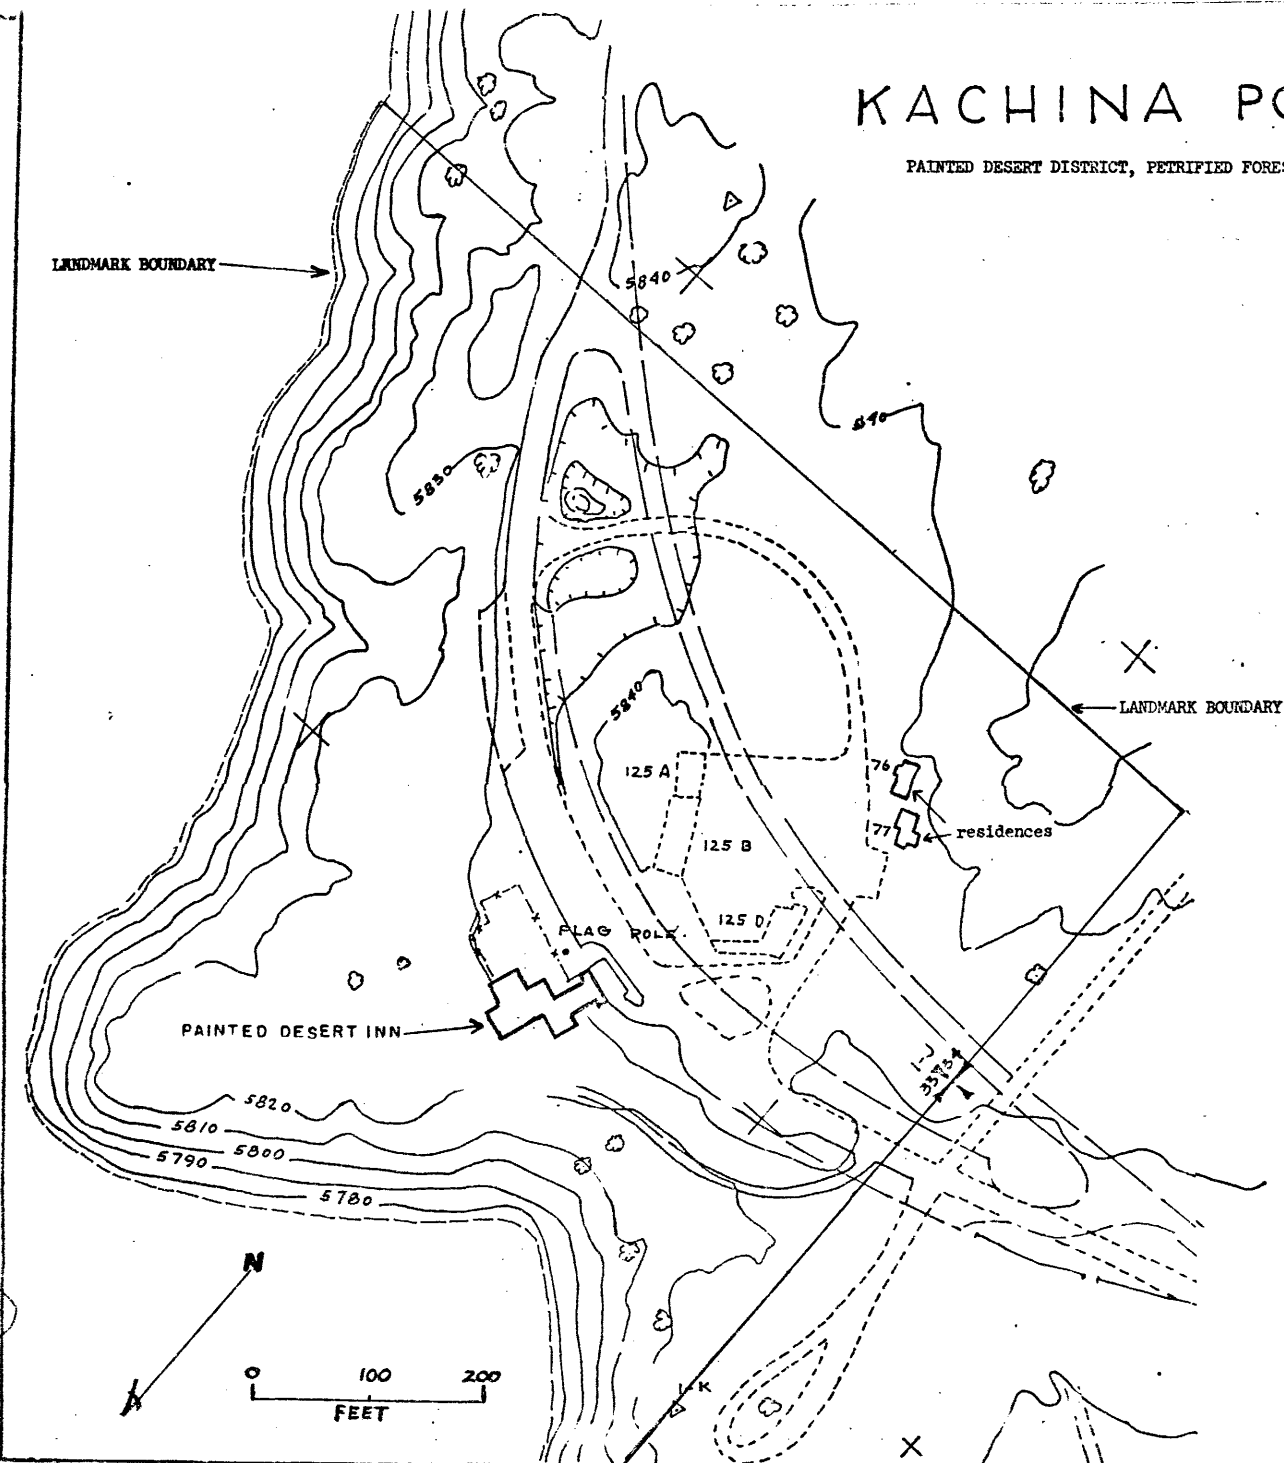 KACHINA PO
PAINTED DESERT DISTRICT, PETRIFIED FORES
LANDMARK BOUNDARY
5840
840
5830
5840
LANDMARK BOUNDARY
125 A
76
77
residences
125 B
125 D
FLAG POLE
PAINTED DESERT INN
5820
5810
5800
5790
5780
N
0 100 200
FEET
K